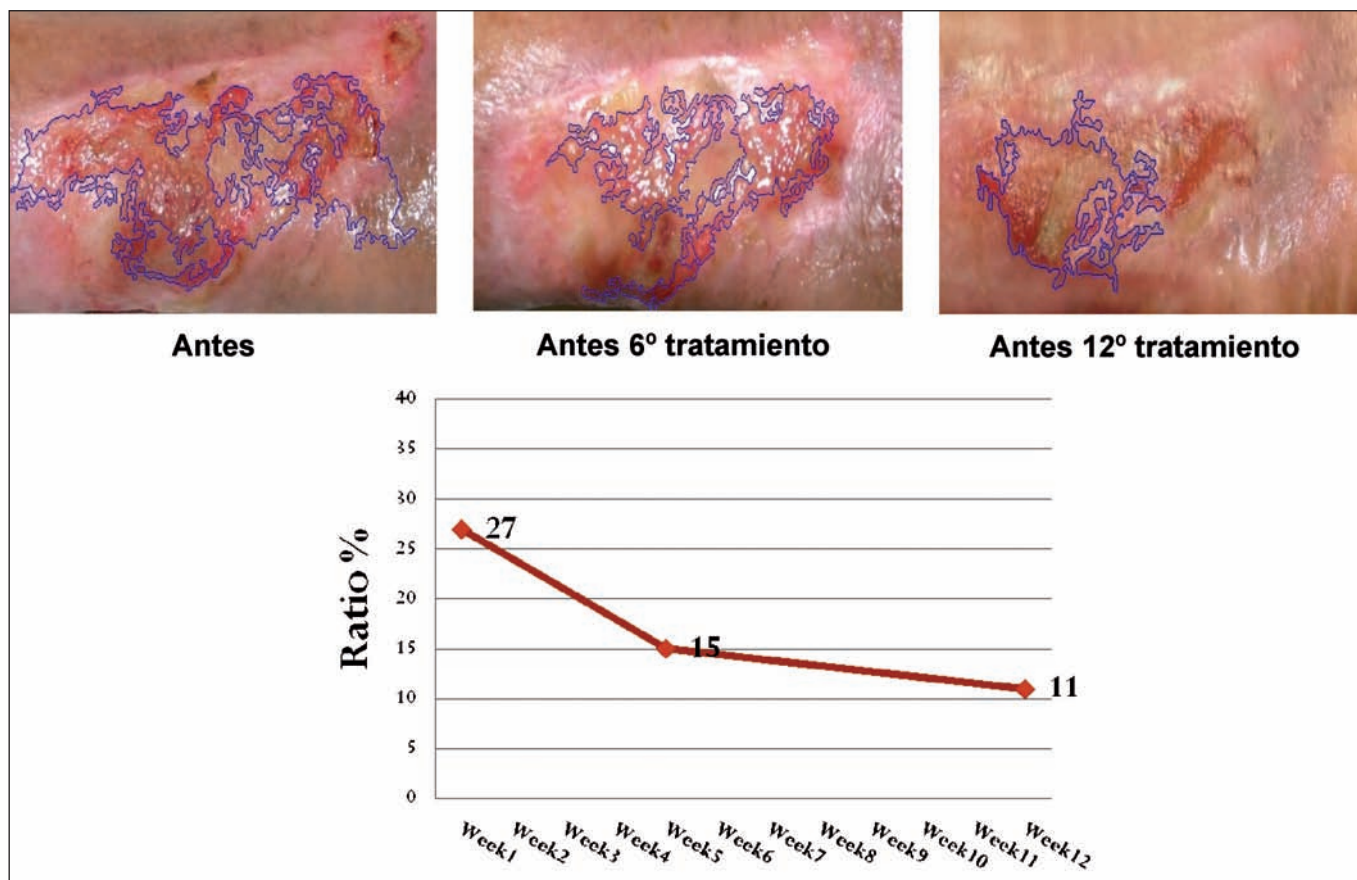 Antes
Antes 6º tratamiento
Antes 12º tratamiento
40
35
30
25
20
15
10
5
0
Ratio %
27
15
11
Week1
Week2
Week3
Week4
Week5
Week6
Week7
Week8
Week9
Week10
Week11
Week12